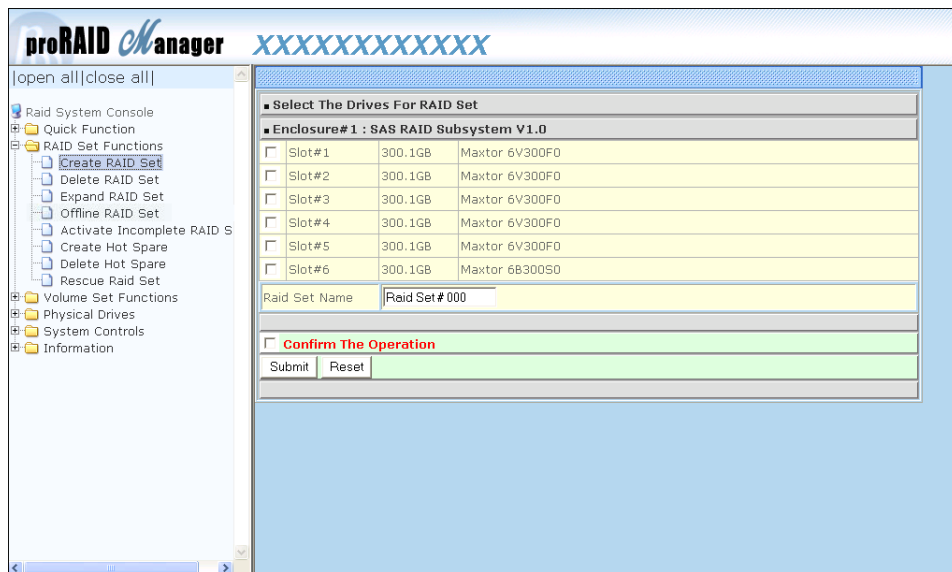 proRAID Manager XXXXXXXXXXXX
|open all|close all|
Raid System Console
Quick Function
RAID Set Functions
Create RAID Set
Delete RAID Set
Expand RAID Set
Offline RAID Set
Activate Incomplete RAID S
Create Hot Spare
Delete Hot Spare
Rescue Raid Set
Volume Set Functions
Physical Drives
System Controls
Information
Select The Drives For RAID Set
Enclosure#1 : SAS RAID Subsystem V1.0
Slot#1 300.1GB Maxtor 6V300F0
Slot#2 300.1GB Maxtor 6V300F0
Slot#3 300.1GB Maxtor 6V300F0
Slot#4 300.1GB Maxtor 6V300F0
Slot#5 300.1GB Maxtor 6V300F0
Slot#6 300.1GB Maxtor 6B300S0
Raid Set Name Raid Set # 000
Confirm The Operation
Submit Reset